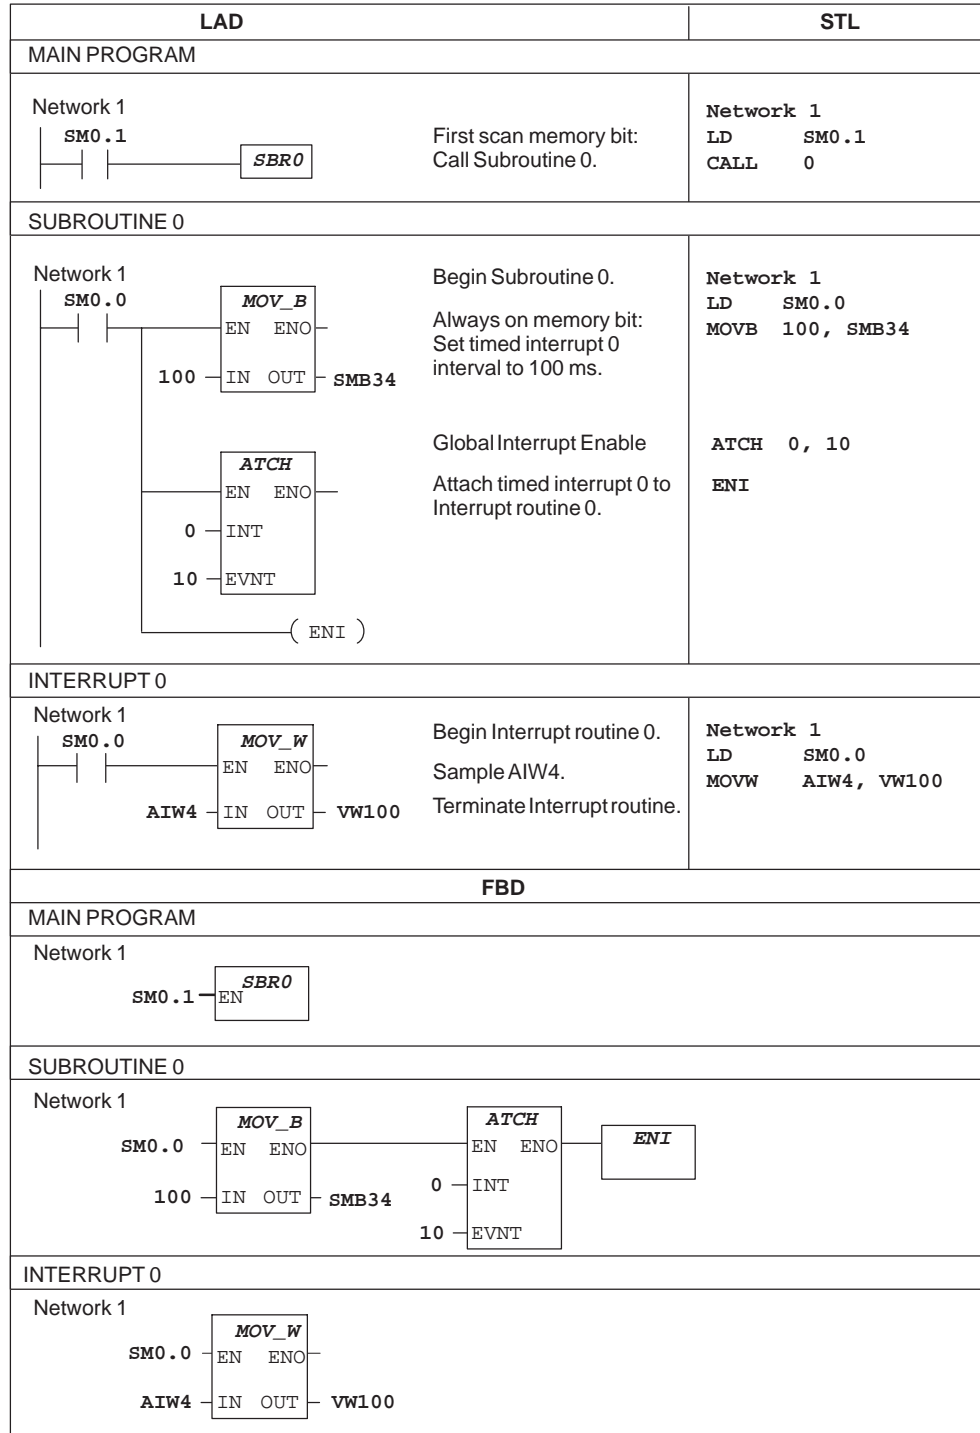 LAD
STL
MAIN PROGRAM
Network 1
SM0.1
SBR0
First scan memory bit:
Call Subroutine 0.
Network 1
LD SM0.1
CALL 0
SUBROUTINE 0
Network 1
SM0.0
MOV_B
EN ENO
100 IN OUT SMB34
ATCH
EN ENO
0 INT
10 EVNT
( ENI )
Begin Subroutine 0.
Always on memory bit:
Set timed interrupt 0
interval to 100 ms.
Global Interrupt Enable
Attach timed interrupt 0 to
Interrupt routine 0.
Network 1
LD SM0.0
MOVB 100, SMB34
ATCH 0, 10
ENI
INTERRUPT 0
Network 1
SM0.0
MOV_W
EN ENO
AIW4 IN OUT VW100
Begin Interrupt routine 0.
Sample AIW4.
Terminate Interrupt routine.
Network 1
LD SM0.0
MOVW AIW4, VW100
FBD
MAIN PROGRAM
Network 1
SBR0
SM0.1 EN
SUBROUTINE 0
Network 1
MOV_B
SM0.0 EN ENO
100 IN OUT SMB34
ATCH
EN ENO
0 INT
10 EVNT
ENI
INTERRUPT 0
Network 1
MOV_W
SM0.0 EN ENO
AIW4 IN OUT VW100